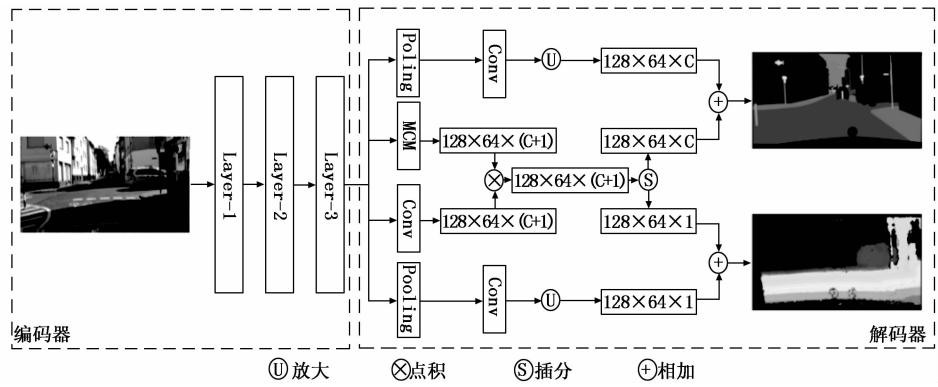 Poling
Conv
U
128×64×C
+
MCM
128×64×(C+1)
128×64×C
Layer-1
Layer-2
Layer-3
⊗
128×64×(C+1)
S
Conv
128×64×(C+1)
128×64×1
+
Pooling
Conv
U
128×64×1
编码器
解码器
Ⓤ放大
⊗点积
Ⓢ插分
⊕相加